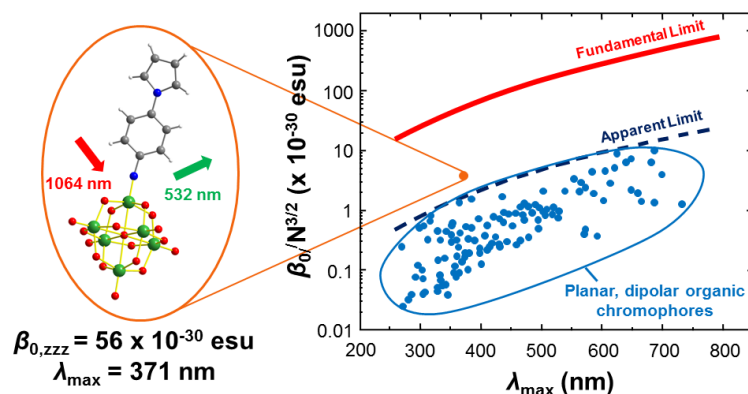 1064 nm
532 nm
β0,zzz = 56 x 10-30 esu
λmax = 371 nm
β0/N3/2 (x 10-30 esu)
1000
100
10
1
0.1
0.01
Fundamental Limit
Apparent Limit
Planar, dipolar organic
chromophores
200 300 400 500 600 700 800
λmax (nm)